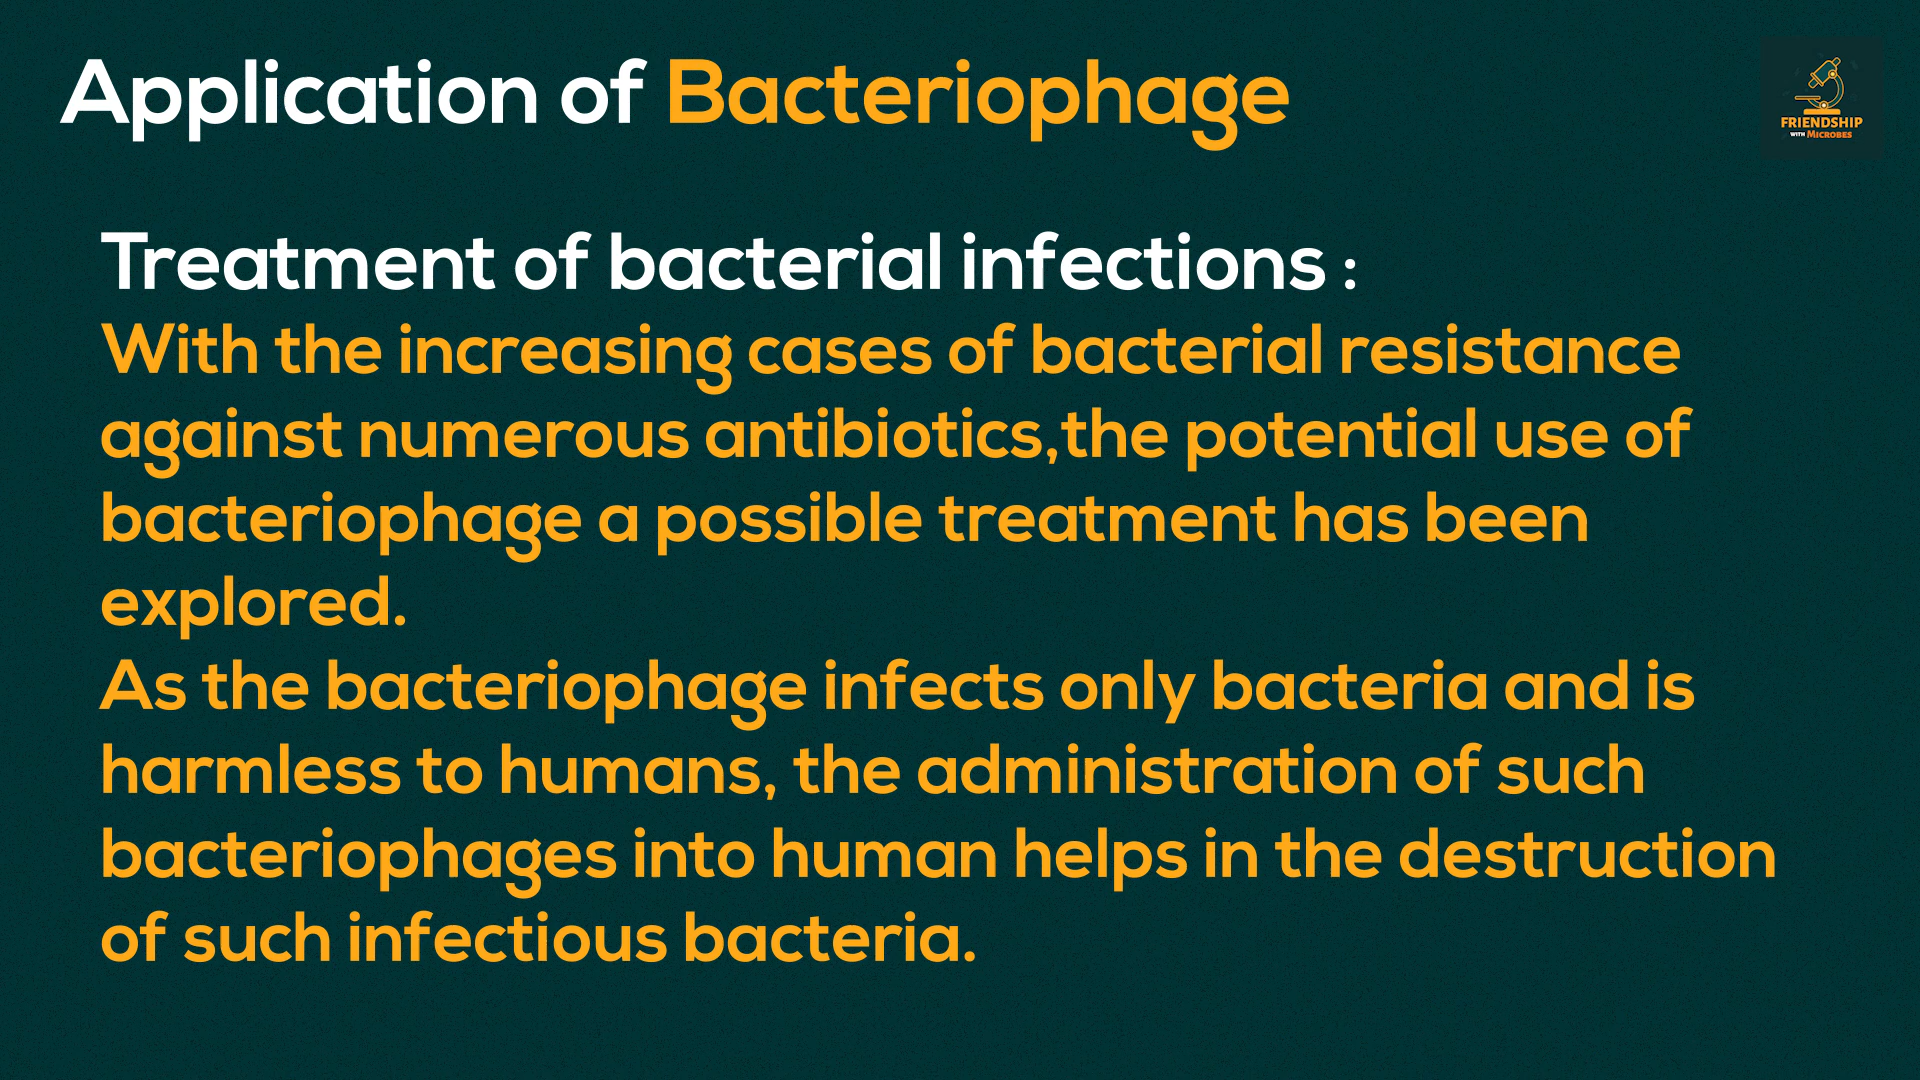 Application of Bacteriophage
FRIENDSHIP
WITH MICROBES
Treatment of bacterial infections :
With the increasing cases of bacterial resistance
against numerous antibiotics,the potential use of
bacteriophage a possible treatment has been
explored.
As the bacteriophage infects only bacteria and is
harmless to humans, the administration of such
bacteriophages into human helps in the destruction
of such infectious bacteria.